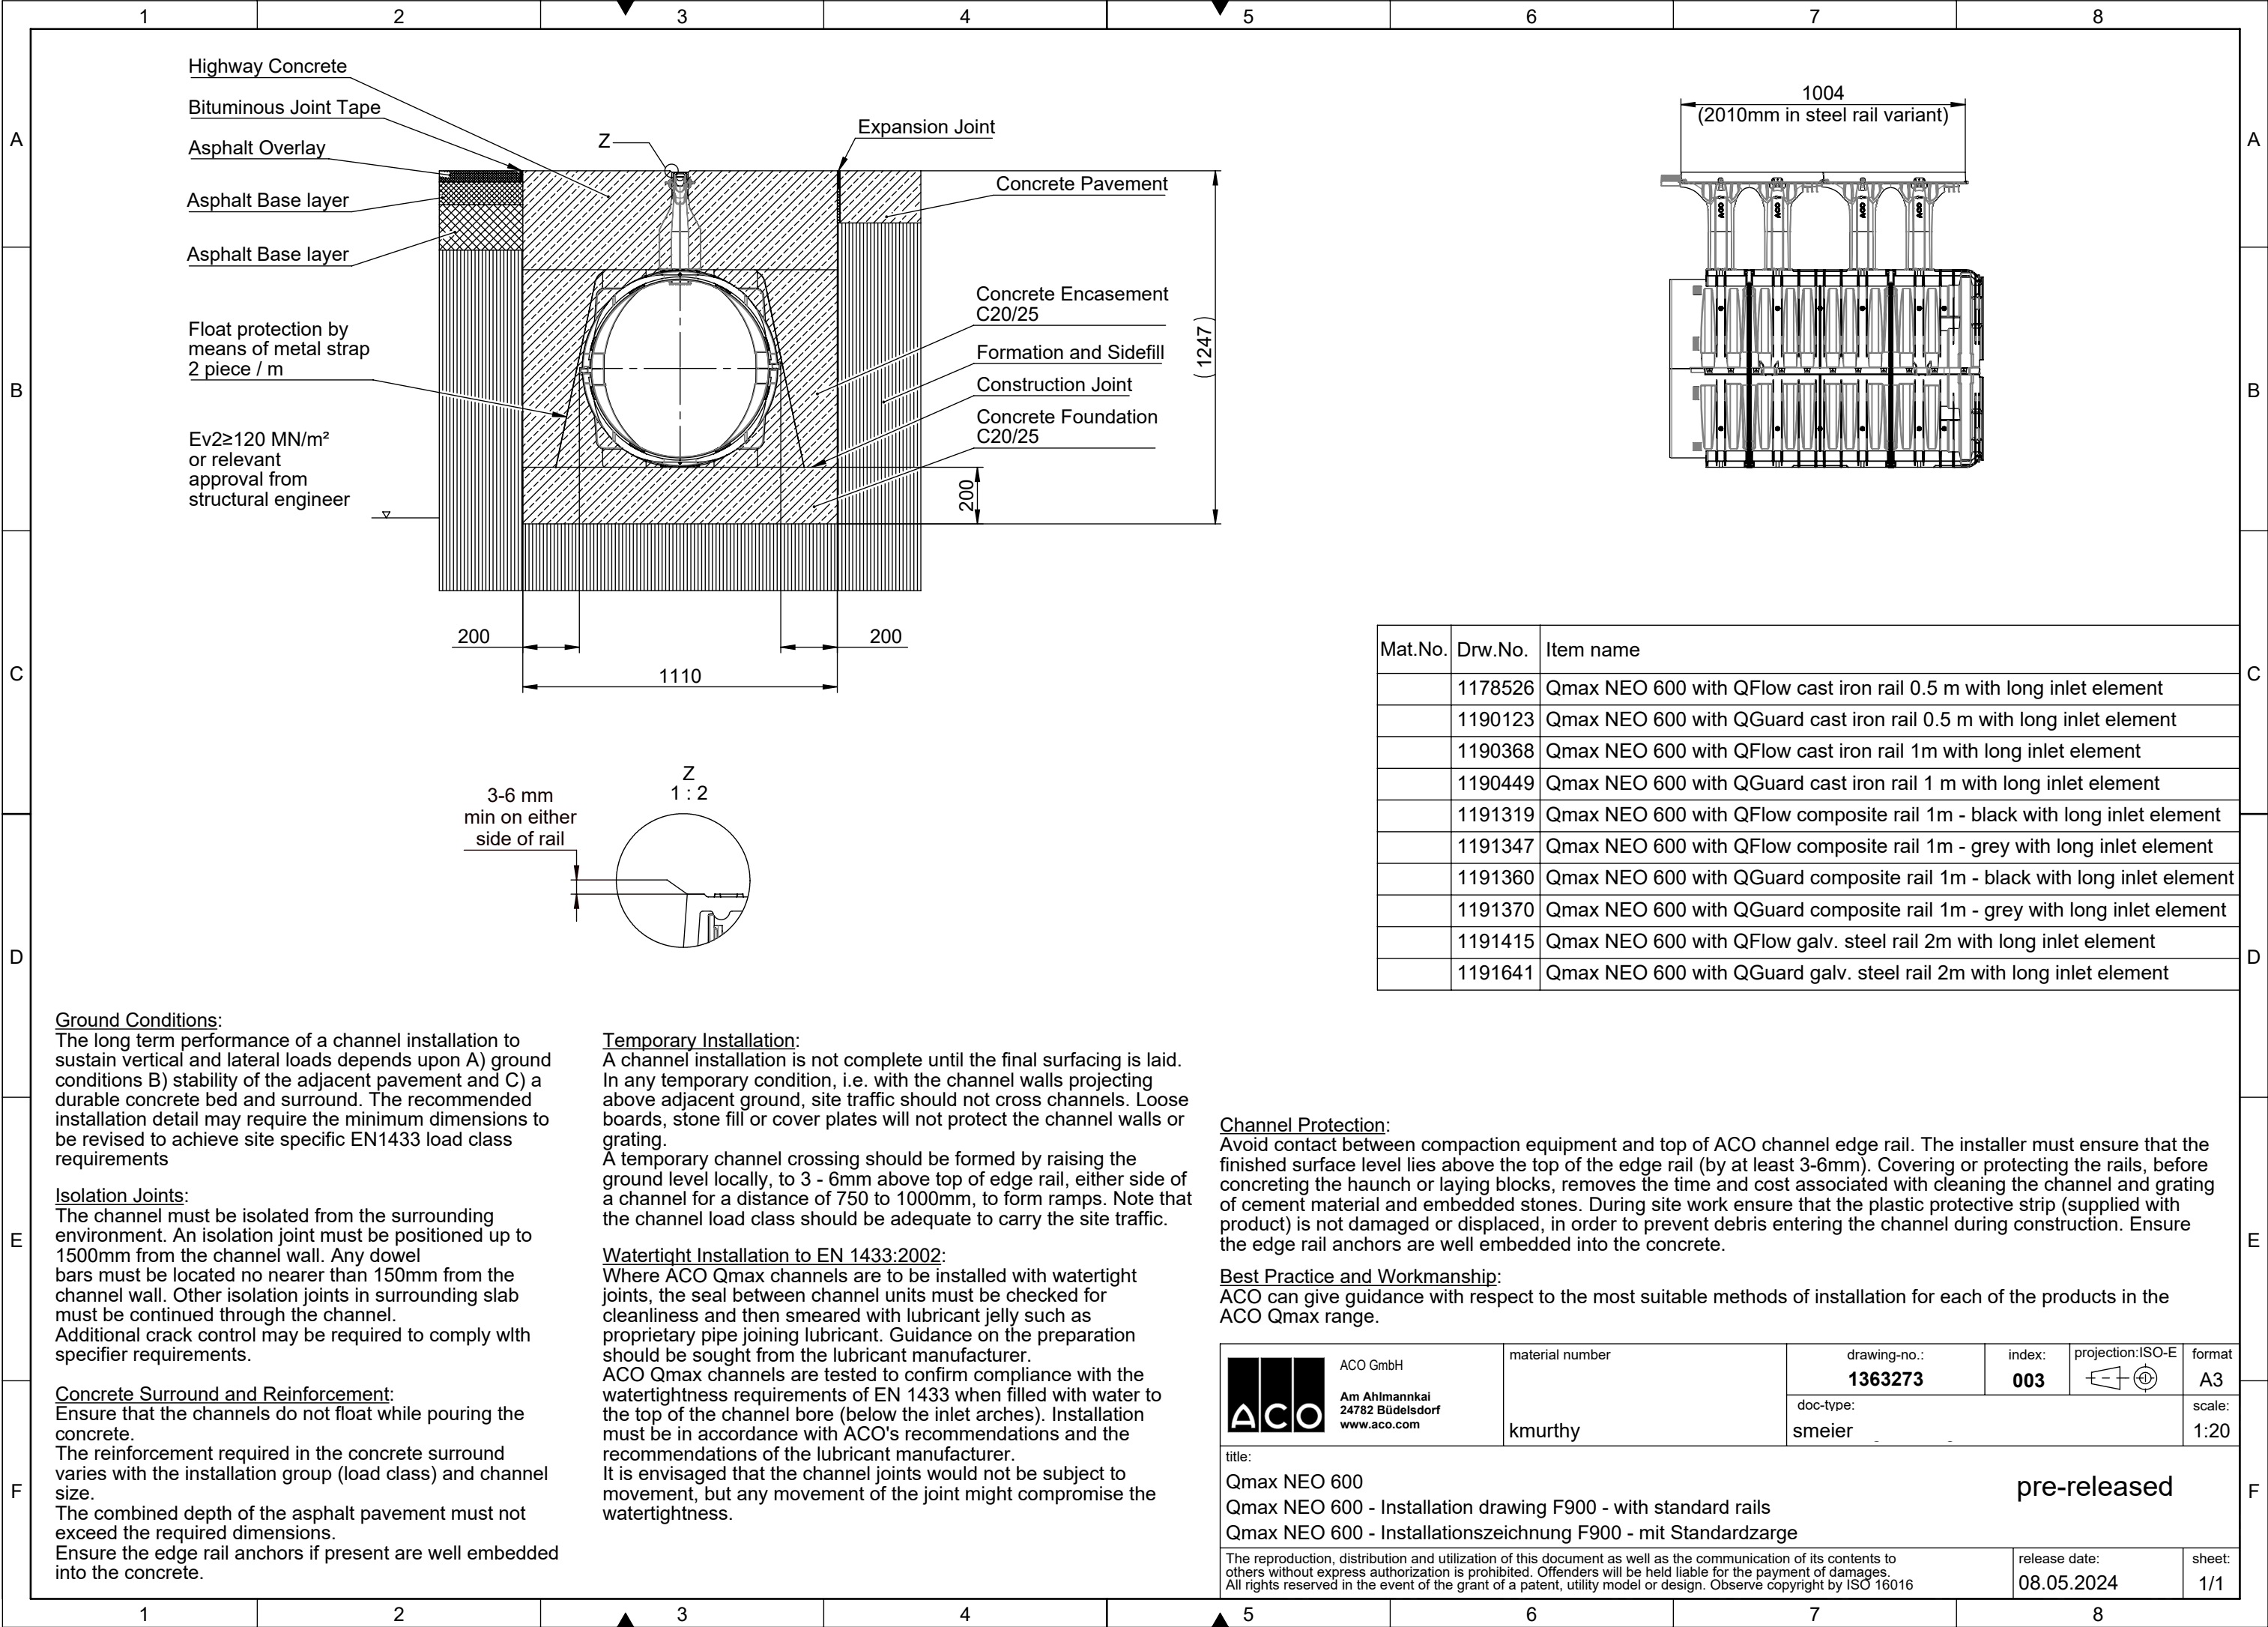 1 2 3 4 5 6 7 8
A
B
C
D
E
F
A
B
C
D
E
F
1 2 3 4 5 6 7 8
Highway Concrete
Bituminous Joint Tape
Asphalt Overlay
Asphalt Base layer
Asphalt Base layer
Float protection by
means of metal strap
2 piece / m
Ev2≥120 MN/m²
or relevant
approval from
structural engineer
Z
Expansion Joint
Concrete Pavement
Concrete Encasement
C20/25
Formation and Sidefill
Construction Joint
Concrete Foundation
C20/25
(1247)
200
200
200
1110
1004
(2010mm in steel rail variant)
ACO ACO ACO ACO
Z
1 : 2
3-6 mm
min on either
side of rail
Mat.No. Drw.No. Item name
1178526 Qmax NEO 600 with QFlow cast iron rail 0.5 m with long inlet element
1190123 Qmax NEO 600 with QGuard cast iron rail 0.5 m with long inlet element
1190368 Qmax NEO 600 with QFlow cast iron rail 1m with long inlet element
1190449 Qmax NEO 600 with QGuard cast iron rail 1 m with long inlet element
1191319 Qmax NEO 600 with QFlow composite rail 1m - black with long inlet element
1191347 Qmax NEO 600 with QFlow composite rail 1m - grey with long inlet element
1191360 Qmax NEO 600 with QGuard composite rail 1m - black with long inlet element
1191370 Qmax NEO 600 with QGuard composite rail 1m - grey with long inlet element
1191415 Qmax NEO 600 with QFlow galv. steel rail 2m with long inlet element
1191641 Qmax NEO 600 with QGuard galv. steel rail 2m with long inlet element
Ground Conditions:
The long term performance of a channel installation to
sustain vertical and lateral loads depends upon A) ground
conditions B) stability of the adjacent pavement and C) a
durable concrete bed and surround. The recommended
installation detail may require the minimum dimensions to
be revised to achieve site specific EN1433 load class
requirements
Isolation Joints:
The channel must be isolated from the surrounding
environment. An isolation joint must be positioned up to
1500mm from the channel wall. Any dowel
bars must be located no nearer than 150mm from the
channel wall. Other isolation joints in surrounding slab
must be continued through the channel.
Additional crack control may be required to comply wlth
specifier requirements.
Concrete Surround and Reinforcement:
Ensure that the channels do not float while pouring the
concrete.
The reinforcement required in the concrete surround
varies with the installation group (load class) and channel
size.
The combined depth of the asphalt pavement must not
exceed the required dimensions.
Ensure the edge rail anchors if present are well embedded
into the concrete.
Temporary Installation:
A channel installation is not complete until the final surfacing is laid.
In any temporary condition, i.e. with the channel walls projecting
above adjacent ground, site traffic should not cross channels. Loose
boards, stone fill or cover plates will not protect the channel walls or
grating.
A temporary channel crossing should be formed by raising the
ground level locally, to 3 - 6mm above top of edge rail, either side of
a channel for a distance of 750 to 1000mm, to form ramps. Note that
the channel load class should be adequate to carry the site traffic.
Watertight Installation to EN 1433:2002:
Where ACO Qmax channels are to be installed with watertight
joints, the seal between channel units must be checked for
cleanliness and then smeared with lubricant jelly such as
proprietary pipe joining lubricant. Guidance on the preparation
should be sought from the lubricant manufacturer.
ACO Qmax channels are tested to confirm compliance with the
watertightness requirements of EN 1433 when filled with water to
the top of the channel bore (below the inlet arches). Installation
must be in accordance with ACO's recommendations and the
recommendations of the lubricant manufacturer.
It is envisaged that the channel joints would not be subject to
movement, but any movement of the joint might compromise the
watertightness.
Channel Protection:
Avoid contact between compaction equipment and top of ACO channel edge rail. The installer must ensure that the
finished surface level lies above the top of the edge rail (by at least 3-6mm). Covering or protecting the rails, before
concreting the haunch or laying blocks, removes the time and cost associated with cleaning the channel and grating
of cement material and embedded stones. During site work ensure that the plastic protective strip (supplied with
product) is not damaged or displaced, in order to prevent debris entering the channel during construction. Ensure
the edge rail anchors are well embedded into the concrete.
Best Practice and Workmanship:
ACO can give guidance with respect to the most suitable methods of installation for each of the products in the
ACO Qmax range.
ACO
ACO GmbH
Am Ahlmannkai
24782 Büdelsdorf
www.aco.com
material number
kmurthy
drawing-no.:
1363273
index:
003
projection:ISO-E
format
A3
doc-type:
smeier
scale:
1:20
title:
Qmax NEO 600
Qmax NEO 600 - Installation drawing F900 - with standard rails
Qmax NEO 600 - Installationszeichnung F900 - mit Standardzarge
pre-released
The reproduction, distribution and utilization of this document as well as the communication of its contents to
others without express authorization is prohibited. Offenders will be held liable for the payment of damages.
All rights reserved in the event of the grant of a patent, utility model or design. Observe copyright by ISO 16016
release date:
08.05.2024
sheet:
1/1